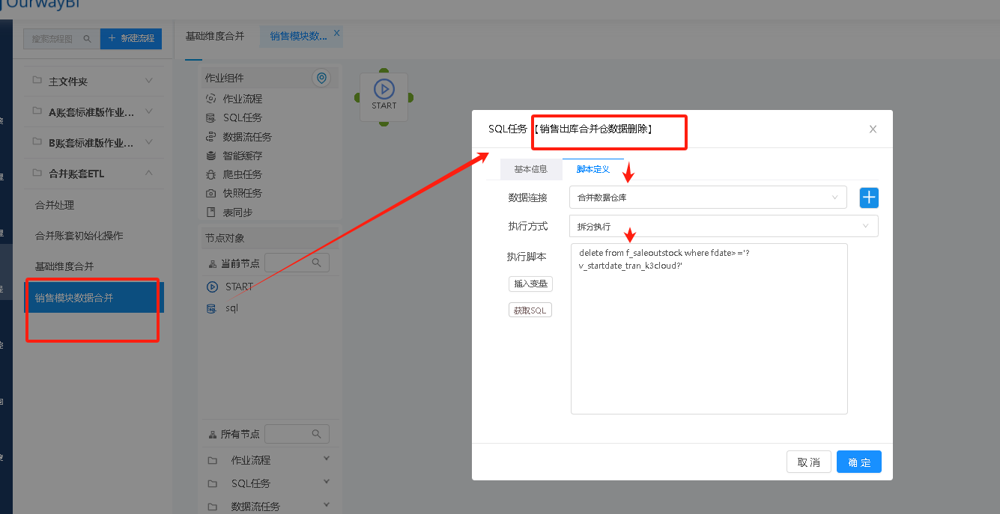 OurwayBI
搜索流程图
+ 新建流程
主文件夹
A账套标准版作业...
B账套标准版作业...
合并账套ETL
合并处理
合并账套初始化操作
基础维度合并
销售模块数据合并
基础维度合并
销售模块数... X
作业组件
作业流程
SQL任务
数据流任务
智能缓存
爬虫任务
快照任务
表同步
节点对象
当前节点
START
sql
所有节点
作业流程
SQL任务
数据流任务
START
SQL任务【销售出库合并仓数据删除】
基本信息
脚本定义
数据连接
合并数据仓库
执行方式
拆分执行
执行脚本
插入变量
获取SQL
delete from f_saleoutstock where fdate>='?
v_startdate_tran_k3cloud?'
取 消
确 定